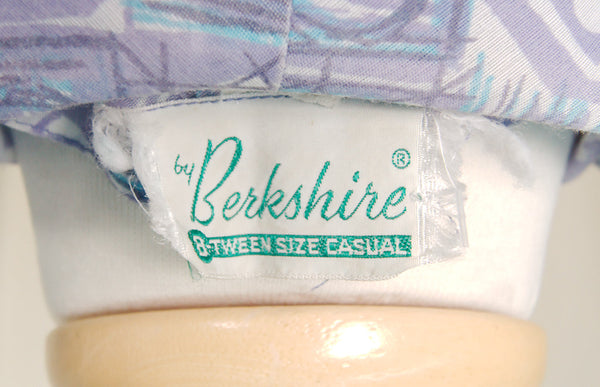 by Berkshire ®
B-TWEEN SIZE CASUAL